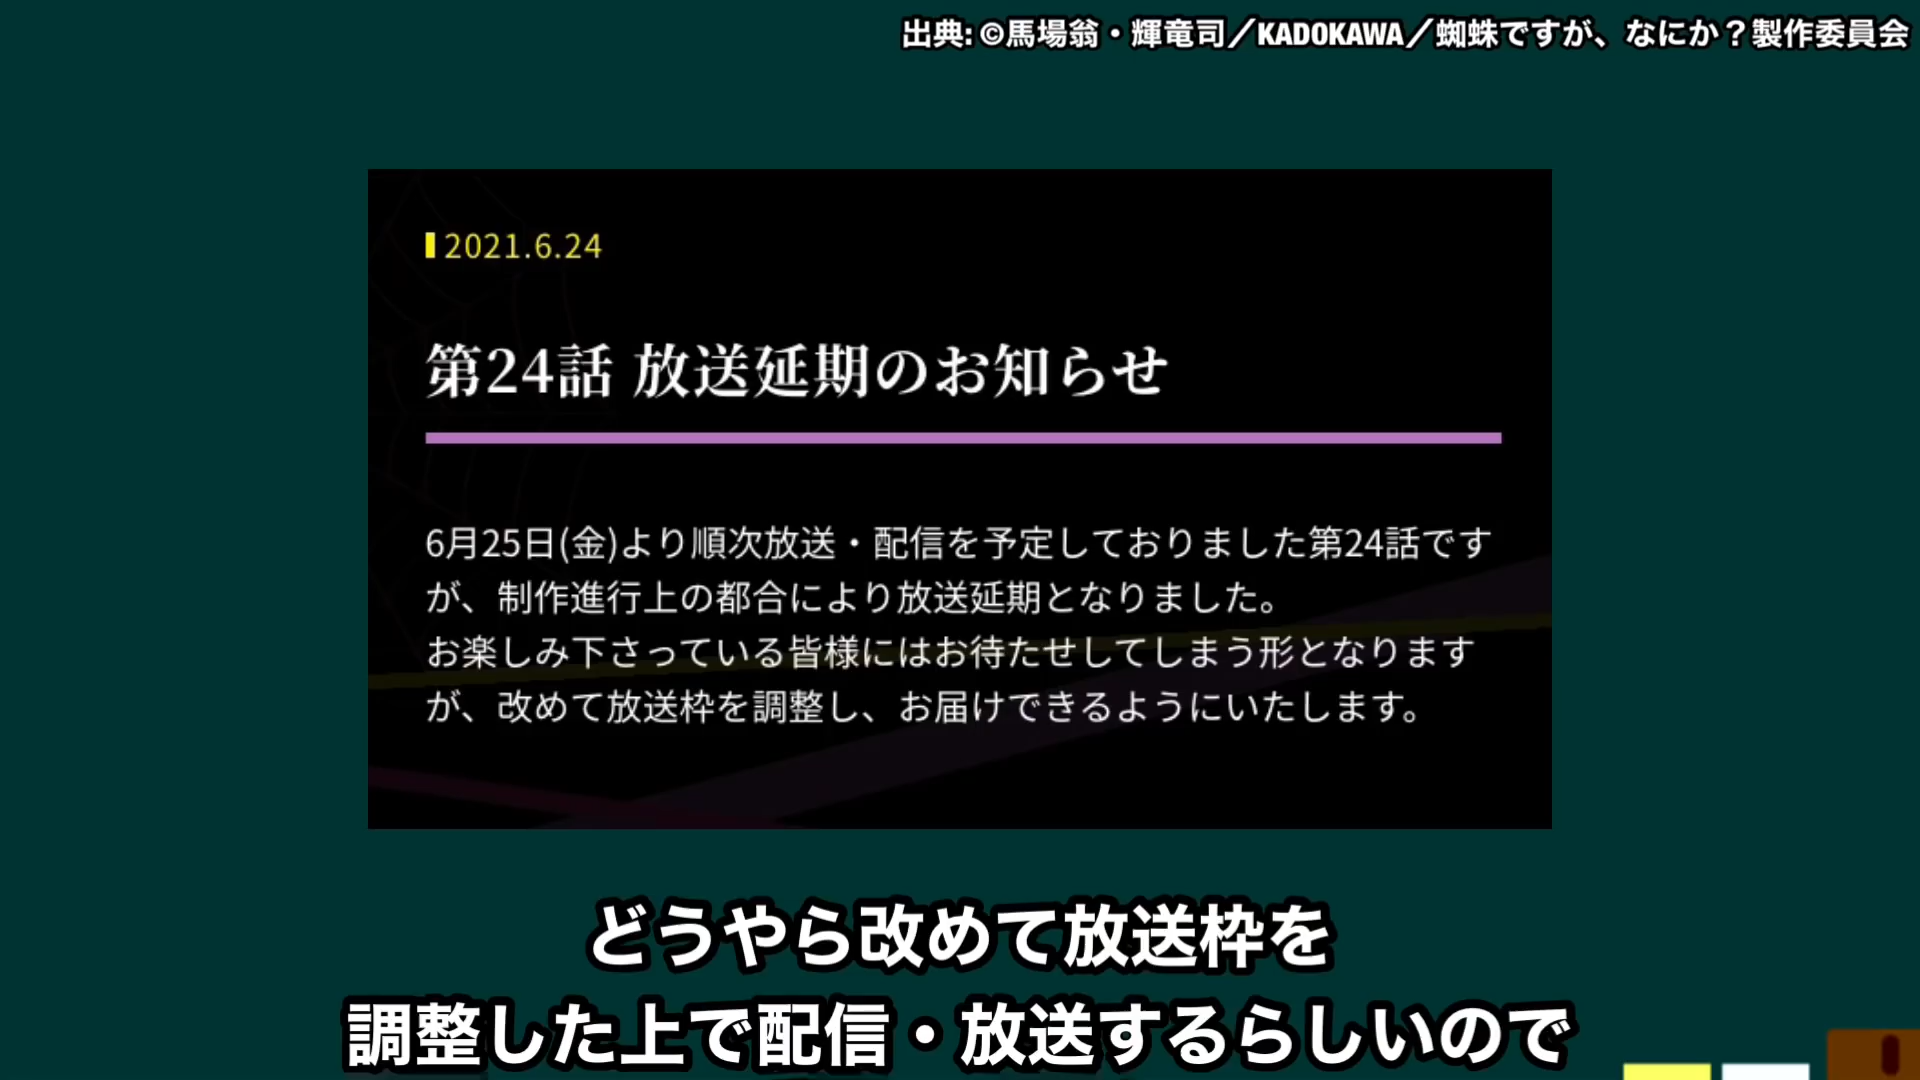 出典: ©馬場翁・輝竜司／KADOKAWA／蜘蛛ですが、なにか？製作委員会
2021.6.24
第24話 放送延期のお知らせ
6月25日(金)より順次放送・配信を予定しておりました第24話です
が、制作進行上の都合により放送延期となりました。
お楽しみ下さっている皆様にはお待たせしてしまう形となります
が、改めて放送枠を調整し、お届けできるようにいたします。
どうやら改めて放送枠を
調整した上で配信・放送するらしいので